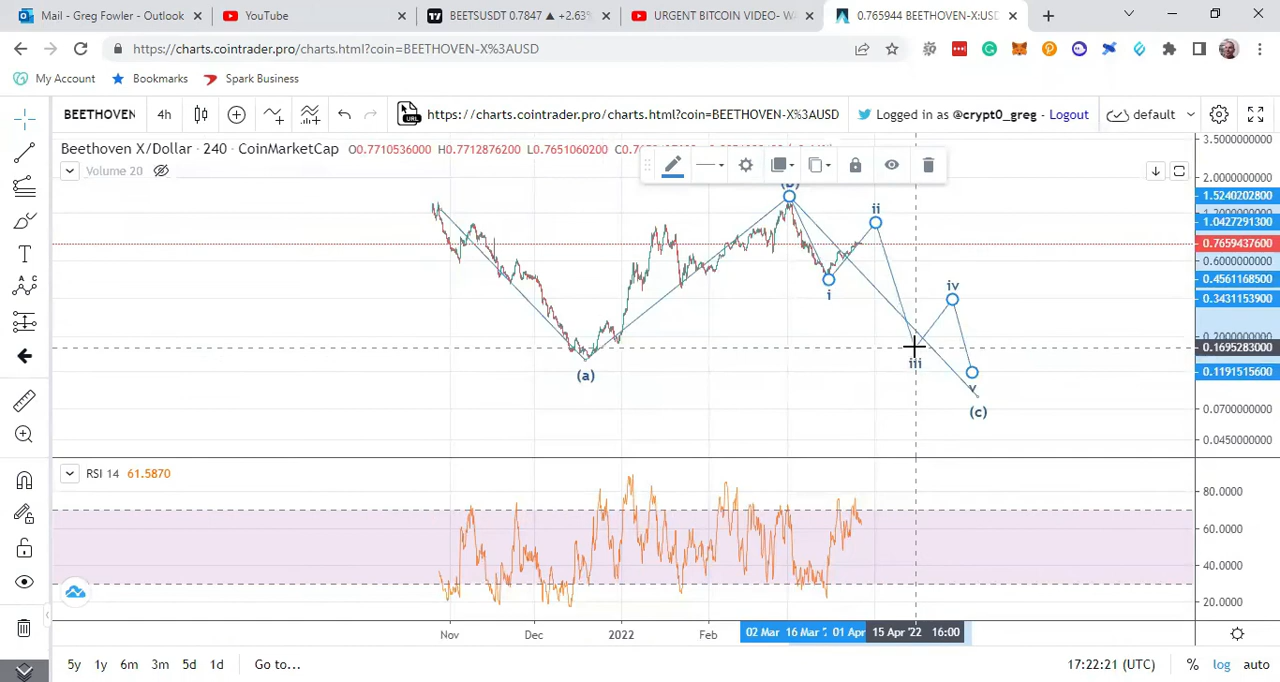 Mail - Greg Fowler - Outlook
YouTube
BEETSUSDT 0.7847 ▲ +2.63%
URGENT BITCOIN VIDEO- W
0.765944 BEETHOVEN-X:USD
https://charts.cointrader.pro/charts.html?coin=BEETHOVEN-X%3AUSD
My Account
Bookmarks
Spark Business
BEETHOVEN
4h
URL
https://charts.cointrader.pro/charts.html?coin=BEETHOVEN-X%3AUSD
Logged in as @crypt0_greg - Logout
default
Beethoven X/Dollar · 240 · CoinMarketCap
O0.7710536000 H0.7712876200 L0.7651060200
Volume 20
3.5000000000
2.0000000000
1.5240202800
1.0427291300
0.7659437600
0.6000000000
0.4561168500
0.3431153900
0.1695283000
0.1191515600
0.0700000000
0.0450000000
(a)
i
ii
iii
iv
v
(c)
RSI 14 61.5870
80.0000
60.0000
40.0000
20.0000
Nov
Dec
2022
Feb
02 Mar
16 Mar
01 Apr
15 Apr '22 16:00
5y 1y 6m 3m 5d 1d Go to...
17:22:21 (UTC) % log auto